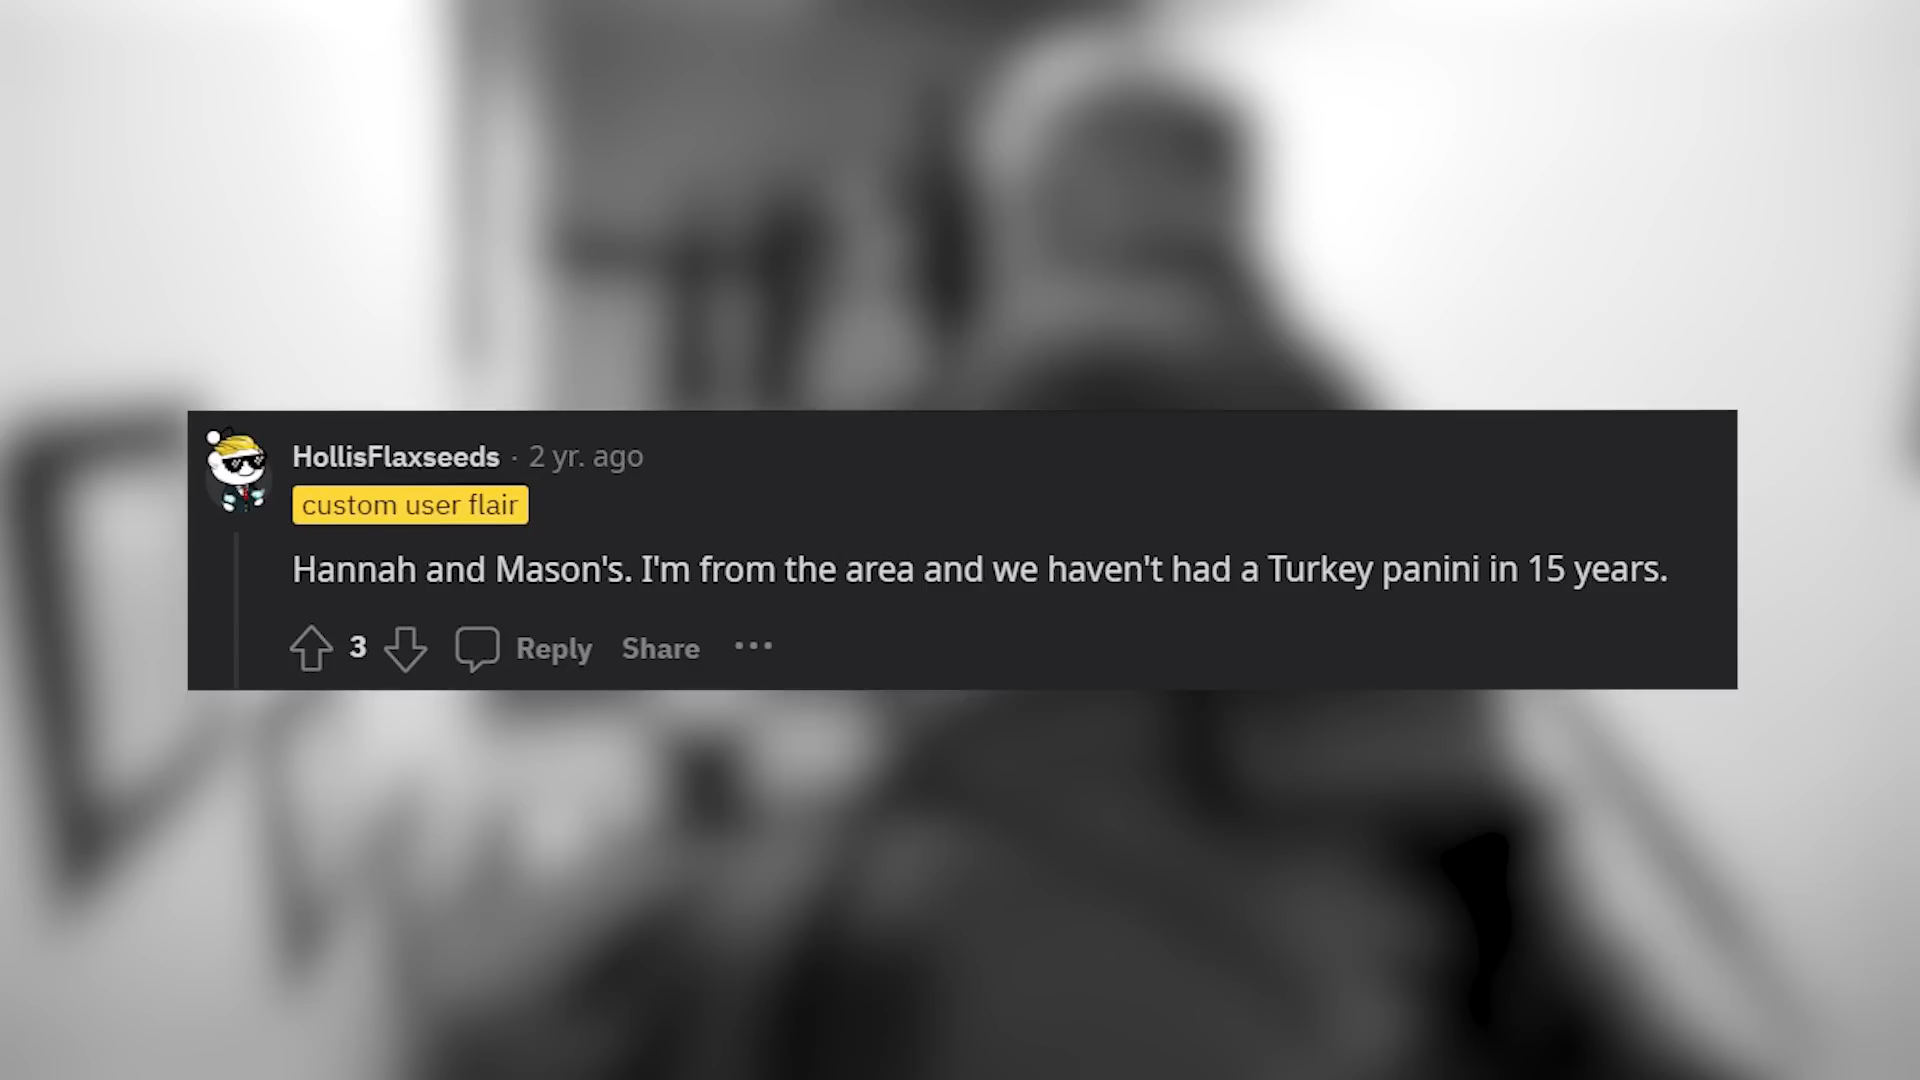 HollisFlaxseeds · 2 yr. ago
custom user flair
Hannah and Mason's. I'm from the area and we haven't had a Turkey panini in 15 years.
3 Reply Share ···